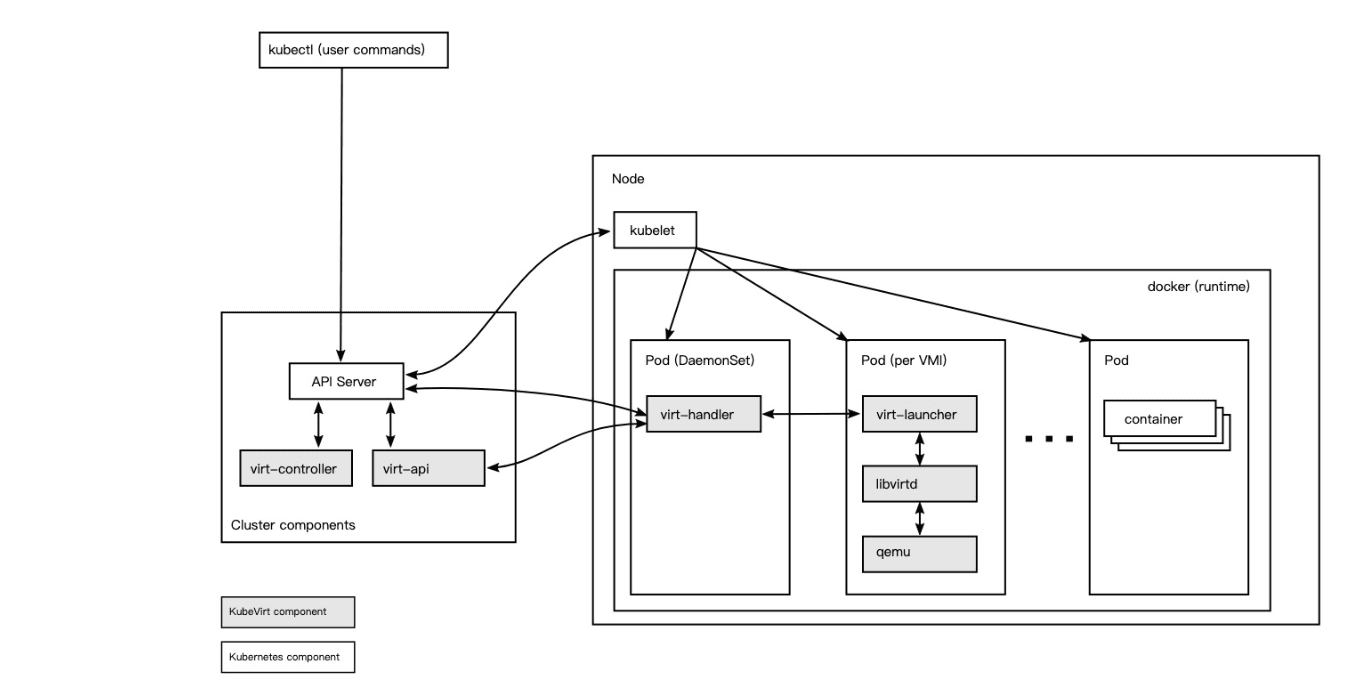 kubectl (user commands)
Node
kubelet
docker (runtime)
Pod (DaemonSet)
Pod (per VMI)
Pod
API Server
virt-handler
virt-launcher
container
...
virt-controller
virt-api
libvirtd
Cluster components
qemu
KubeVirt component
Kubernetes component